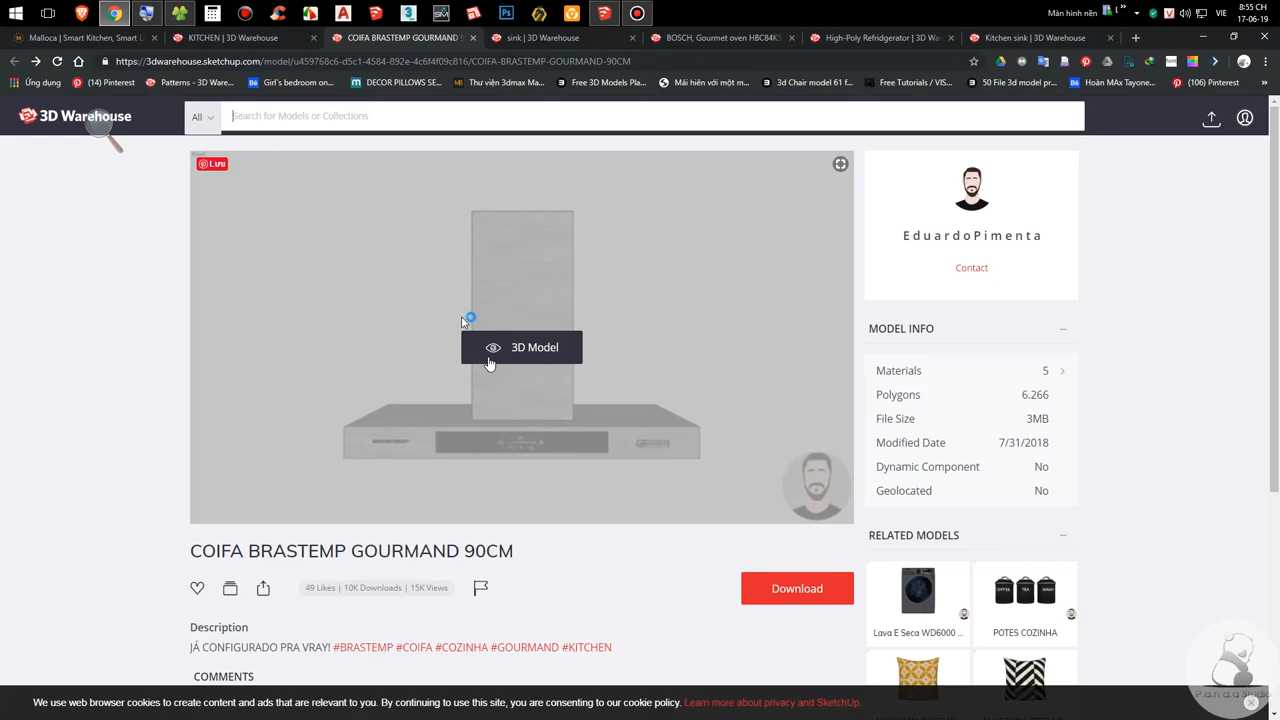 8:55 CH
Màn hình nền
VIE
17-06-19
Malloca | Smart Kitchen, Smart L
KITCHEN | 3D Warehouse
COIFA BRASTEMP GOURMAND 9
sink | 3D Warehouse
BOSCH, Gourmet oven HBC84K5
High-Poly Refridgerator | 3D War
Kitchen sink | 3D Warehouse
https://3dwarehouse.sketchup.com/model/u459768c6-d5c1-4584-892e-4c6f4f09c816/COIFA-BRASTEMP-GOURMAND-90CM
Ứng dụng
(14) Pinterest
Patterns - 3D Ware...
Girl's bedroom on...
DECOR PILLOWS SE...
Thư viện 3dmax Ma...
Free 3D Models Pla...
Mái hiên với một m...
3d Chair model 61 f...
Free Tutorials / VIS...
50 File 3d model pr...
Hoàn MAx Tayone...
(10) Pinterest
3D Warehouse
All
Search for Models or Collections
Lưu
3D Model
EduardoPimenta
Contact
MODEL INFO
Materials 5
Polygons 6.266
File Size 3MB
Modified Date 7/31/2018
Dynamic Component No
Geolocated No
COIFA BRASTEMP GOURMAND 90CM
RELATED MODELS
49 Likes | 10K Downloads | 15K Views
Download
Lava E Seca WD6000 ...
POTES COZINHA
Description
JÁ CONFIGURADO PRA VRAY! #BRASTEMP #COIFA #COZINHA #GOURMAND #KITCHEN
COMMENTS
P.a.n.d.a Studio
We use web browser cookies to create content and ads that are relevant to you. By continuing to use this site, you are consenting to our cookie policy. Learn more about privacy and SketchUp.